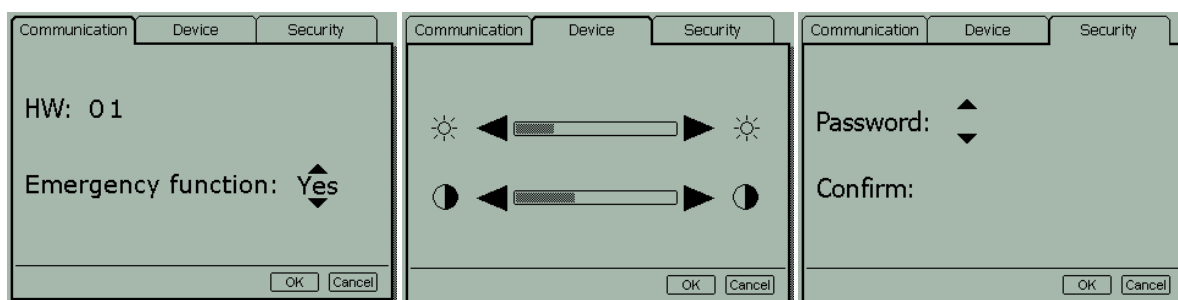 Communication Device Security
HW: 01
Emergency function: Yes
OK Cancel
Communication Device Security
OK Cancel
Communication Device Security
Password:
Confirm:
OK Cancel